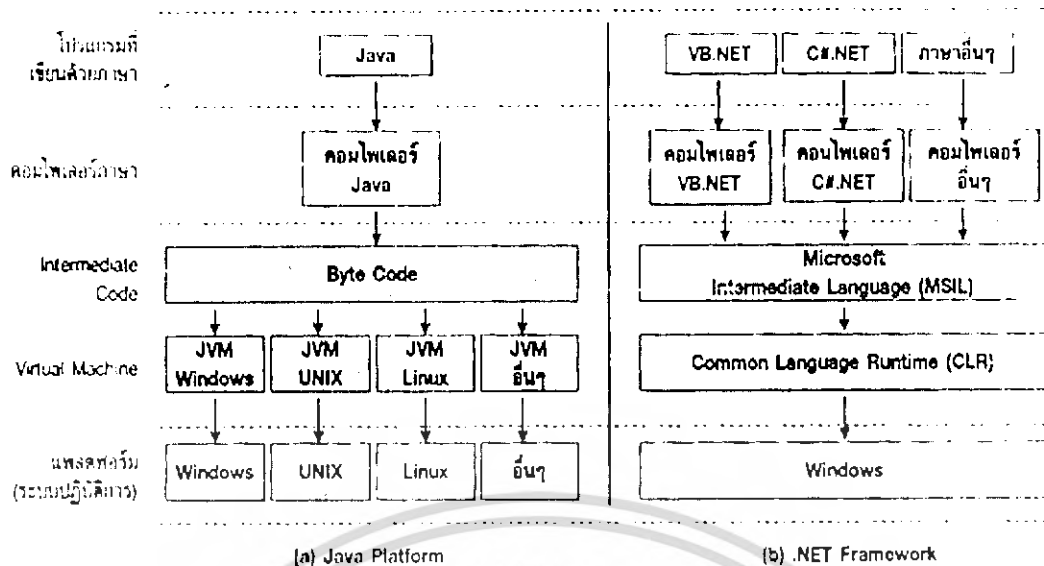 โปรแกรมที่
เขียนด้วยภาษา
Java
VB.NET
C#.NET
ภาษาอื่นๆ
คอมไพเลอร์ภาษา
คอมไพเลอร์
Java
คอมไพเลอร์
VB.NET
คอมไพเลอร์
C#.NET
คอมไพเลอร์
อื่นๆ
Intermediate
Code
Byte Code
Microsoft
Intermediate Language (MSIL)
Virtual Machine
JVM
Windows
JVM
UNIX
JVM
Linux
JVM
อื่นๆ
Common Language Runtime (CLR)
แพลตฟอร์ม
(ระบบปฏิบัติการ)
Windows
UNIX
Linux
อื่นๆ
Windows
(a) Java Platform
(b) .NET Framework